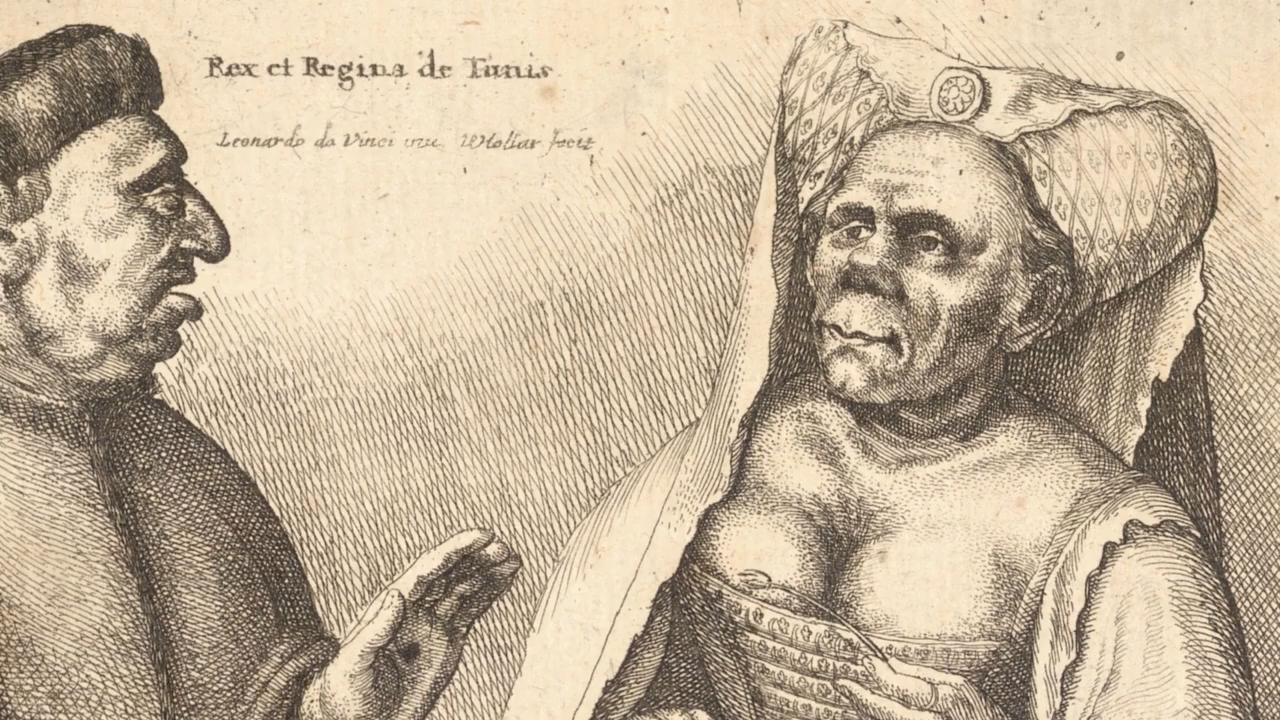 Rex et Regina de Tunis
Leonardo da Vinci inv. WHollar fecit